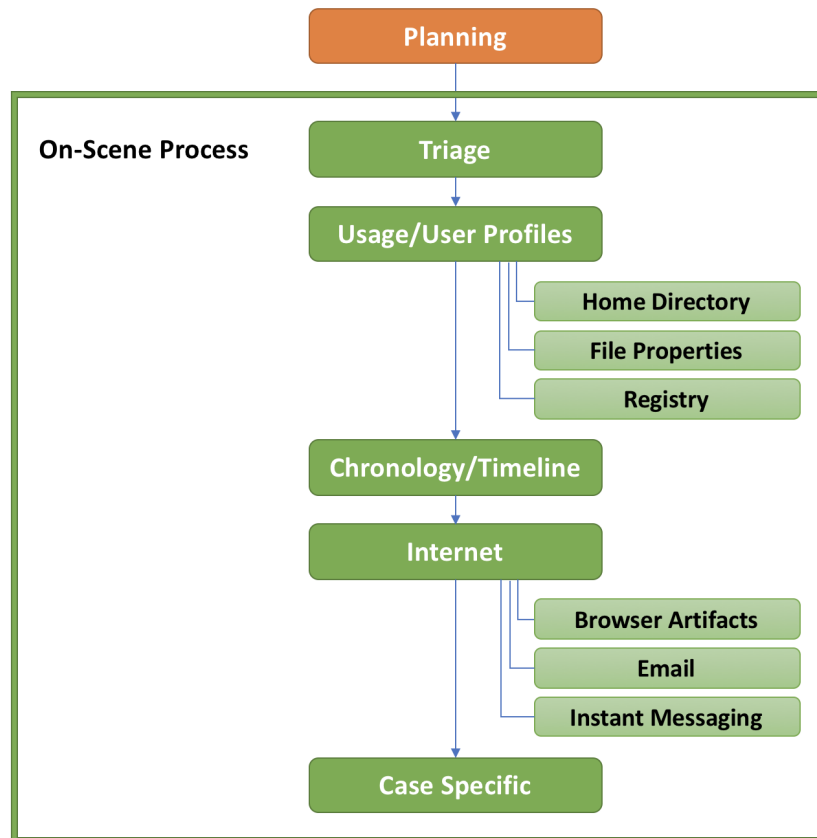 Planning
On-Scene Process
Triage
Usage/User Profiles
Home Directory
File Properties
Registry
Chronology/Timeline
Internet
Browser Artifacts
Email
Instant Messaging
Case Specific